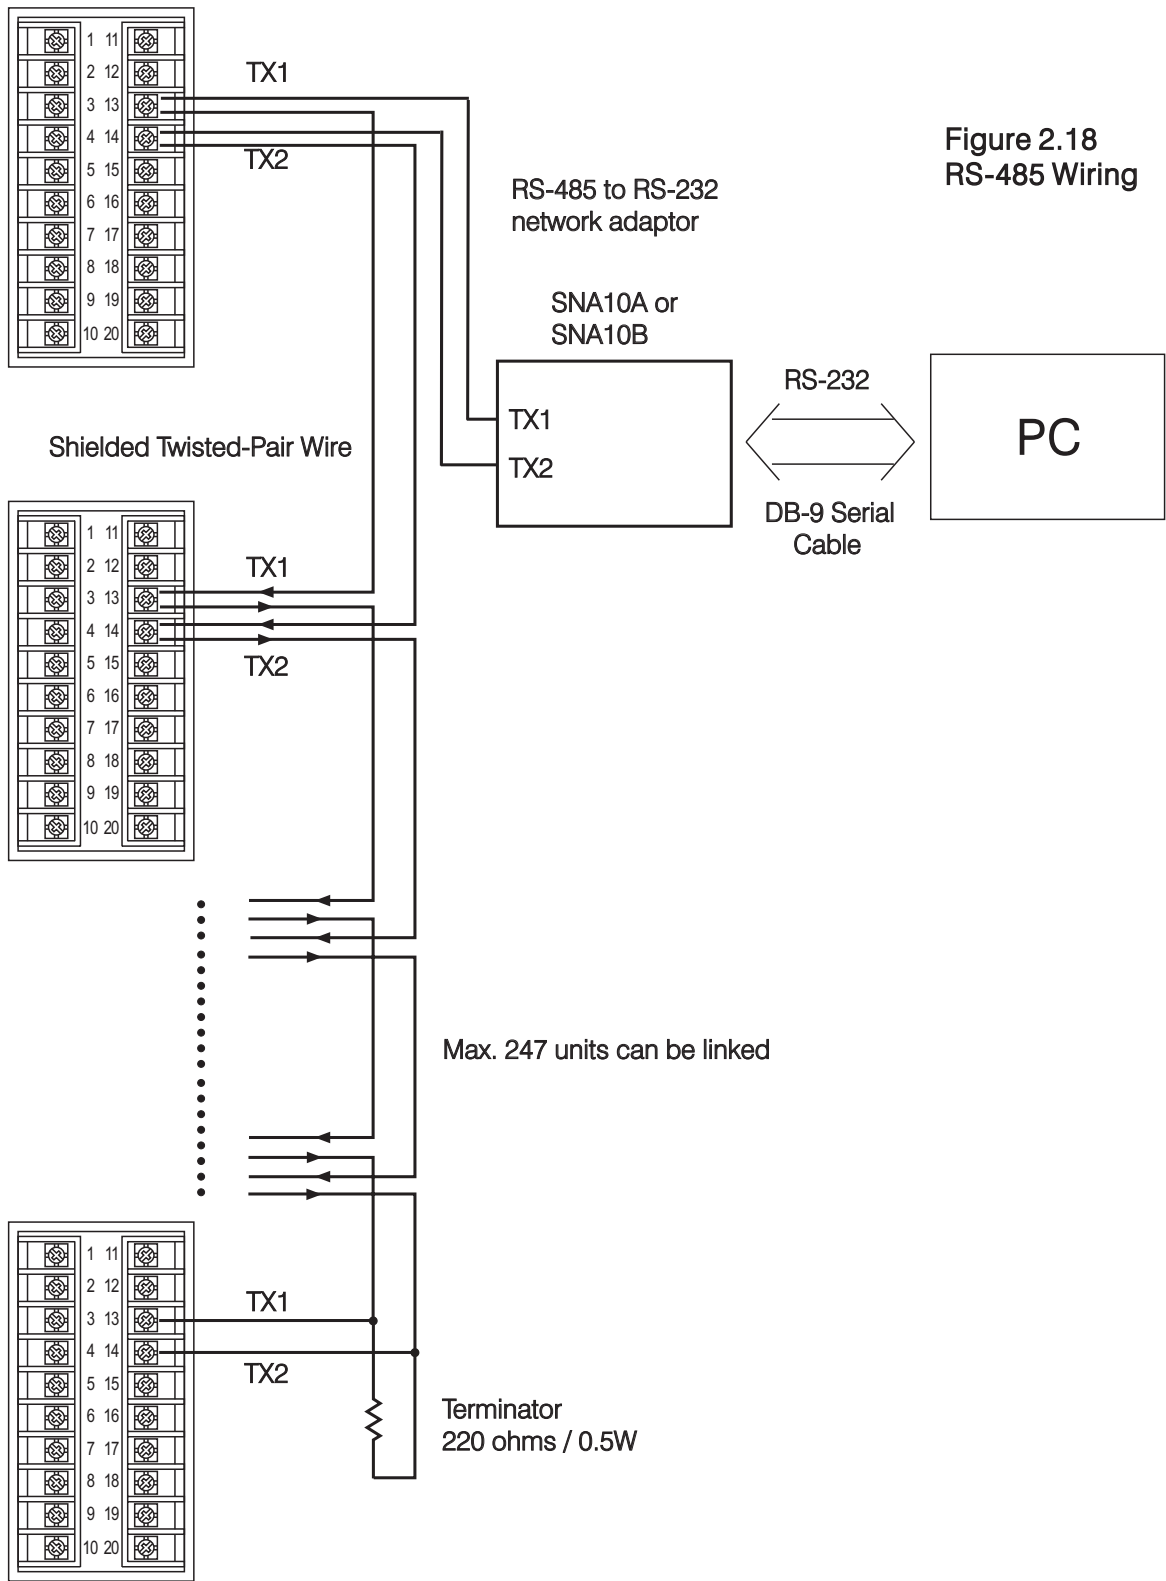 1 11
2 12
3 13
4 14
5 15
6 16
7 17
8 18
9 19
10 20
TX1
TX2
Figure 2.18
RS-485 Wiring
RS-485 to RS-232
network adaptor
SNA10A or
SNA10B
TX1
TX2
RS-232
DB-9 Serial
Cable
PC
Shielded Twisted-Pair Wire
1 11
2 12
3 13
4 14
5 15
6 16
7 17
8 18
9 19
10 20
TX1
TX2
Max. 247 units can be linked
1 11
2 12
3 13
4 14
5 15
6 16
7 17
8 18
9 19
10 20
TX1
TX2
Terminator
220 ohms / 0.5W